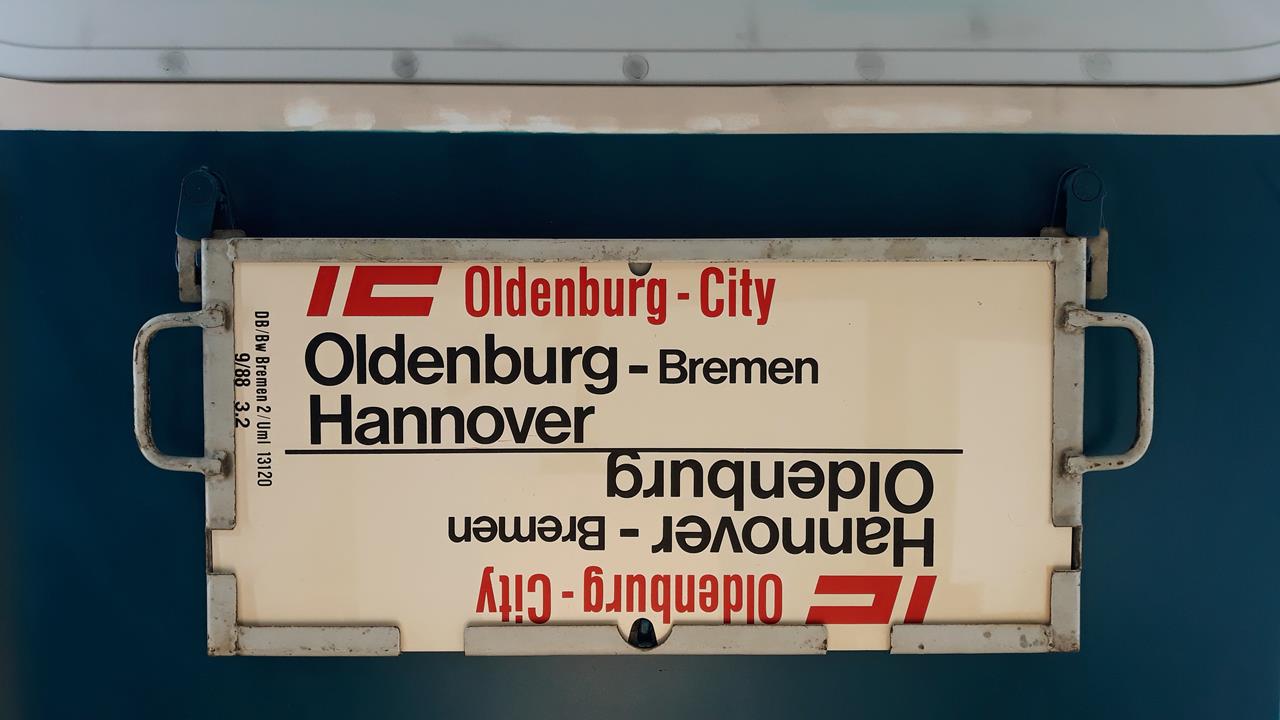 IC Oldenburg - City
Oldenburg - Bremen
Hannover
DB/Bw Bremen 2/Uml 13120
9/88 3.2
IC Oldenburg - City
Hannover - Bremen
Oldenburg